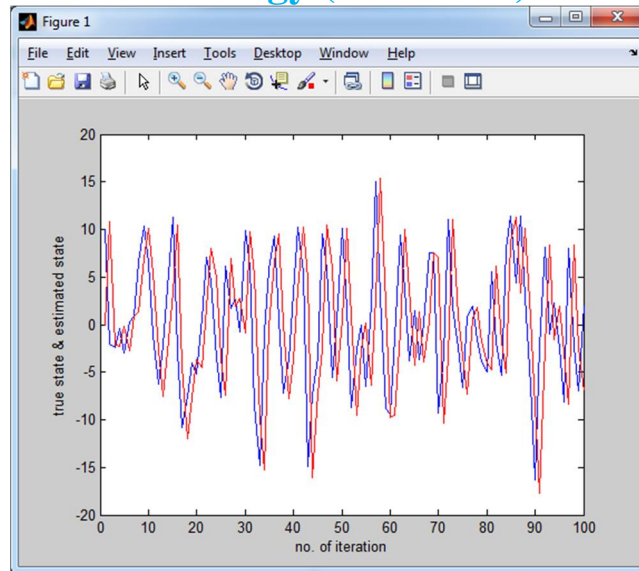 Figure 1
File Edit View Insert Tools Desktop Window Help
20
15
10
5
0
-5
-10
-15
-20
true state & estimated state
0 10 20 30 40 50 60 70 80 90 100
no. of iteration